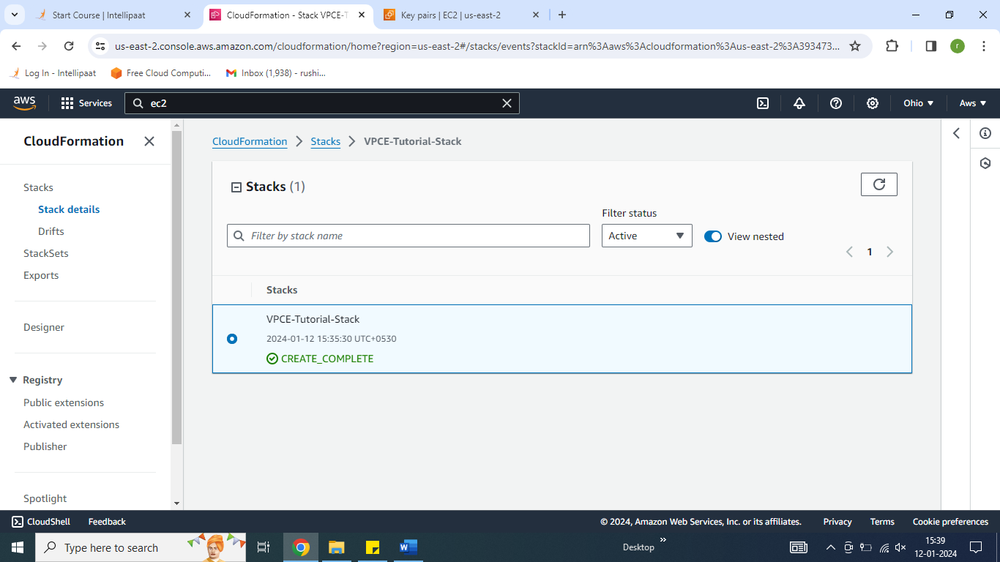 Start Course | Intellipaat
CloudFormation - Stack VPCE-T
Key pairs | EC2 | us-east-2
us-east-2.console.aws.amazon.com/cloudformation/home?region=us-east-2#/stacks/events?stackId=arn%3Aaws%3Acloudformation%3Aus-east-2%3A393473...
r
Log In - Intellipaat
Free Cloud Computi...
Inbox (1,938) - rushi...
aws
Services
ec2
Ohio
Aws
CloudFormation
Stacks
Stack details
Drifts
StackSets
Exports
Designer
Registry
Public extensions
Activated extensions
Publisher
Spotlight
CloudFormation > Stacks > VPCE-Tutorial-Stack
Stacks (1)
Filter status
Filter by stack name
Active
View nested
1
Stacks
VPCE-Tutorial-Stack
2024-01-12 15:35:30 UTC+0530
CREATE_COMPLETE
CloudShell
Feedback
© 2024, Amazon Web Services, Inc. or its affiliates.
Privacy
Terms
Cookie preferences
Type here to search
Desktop
15:39
12-01-2024